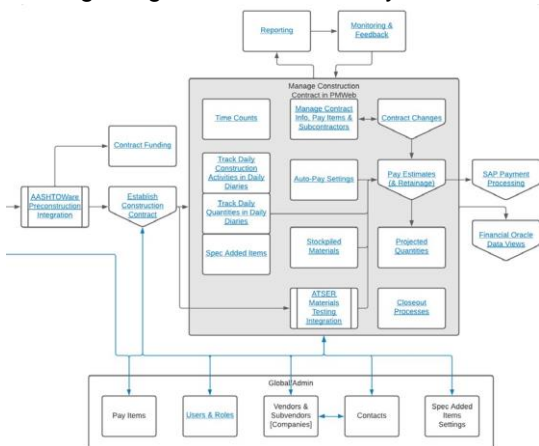 Reporting
Monitoring &
Feedback
Manage Construction
Contract in PMWeb
Time Counts
Manage Contract
Info, Pay Items &
Subcontractors
Contract Changes
Contract Funding
Track Daily
Construction
Activities in Daily
Diaries
Auto-Pay Settings
Pay Estimates
(& Retainage)
SAP Payment
Processing
AASHTOWare
Preconstruction
Integration
Establish
Construction
Contract
Track Daily
Quantities in Daily
Diaries
Financial Oracle
Data Views
Spec Added Items
Stockpiled
Materials
Projected
Quantities
ATSER
Materials
Testing
Integration
Closeout
Processes
Global Admin
Pay Items
Users & Roles
Vendors &
Subvendors
[Companies]
Contacts
Spec Added
Items
Settings